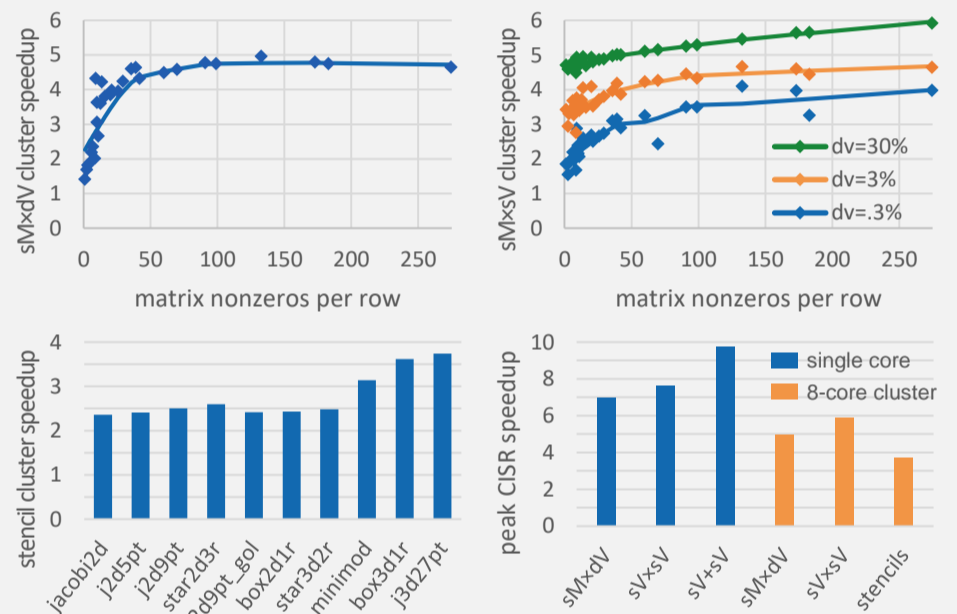 sM×dV cluster speedup
6
5
4
3
2
1
0
0 50 100 150 200 250
matrix nonzeros per row
sM×sV cluster speedup
6
5
4
3
2
1
0
dv=30%
dv=3%
dv=.3%
0 50 100 150 200 250
matrix nonzeros per row
stencil cluster speedup
4
3
2
1
0
jacobi2d
j2d5pt
j2d9pt
star2d3r
2d9pt_gol
box2d1r
star3d2r
minimod
box3d1r
j3d27pt
peak CISR speedup
10
8
6
4
2
0
single core
8-core cluster
sM×dV
sV×sV
sV+sV
sM×dV
sV×sV
stencils